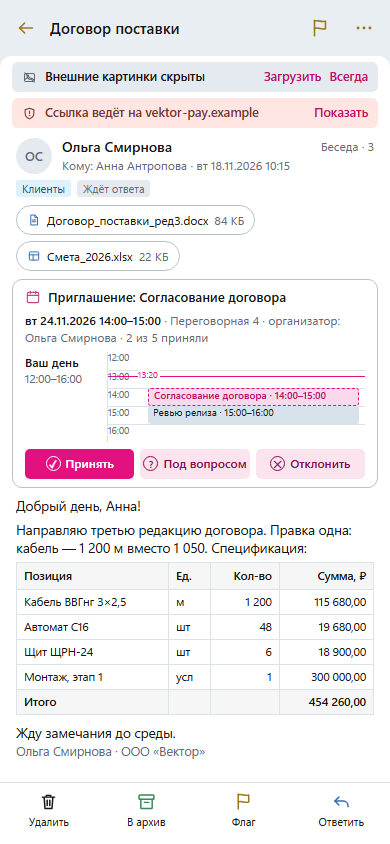 Договор поставки
Внешние картинки скрыты Загрузить Всегда
Ссылка ведёт на vektor-pay.example Показать
ОС
Ольга Смирнова Беседа · 3
Кому: Анна Антропова · вт 18.11.2026 10:15
Клиенты Ждёт ответа
Договор_поставки_ред3.docx 84 КБ
Смета_2026.xlsx 22 КБ
Приглашение: Согласование договора
вт 24.11.2026 14:00–15:00 · Переговорная 4 · организатор:
Ольга Смирнова · 2 из 5 приняли
Ваш день
12:00–16:00
12:00
13:00 13:20
14:00 Согласование договора · 14:00–15:00
15:00 Ревью релиза · 15:00–16:00
16:00
Принять Под вопросом Отклонить
Добрый день, Анна!
Направляю третью редакцию договора. Правка одна:
кабель — 1 200 м вместо 1 050. Спецификация:
Позиция Ед. Кол-во Сумма, ₽
Кабель ВВГнг 3×2,5 м 1 200 115 680,00
Автомат C16 шт 48 19 680,00
Щит ЩРН-24 шт 6 18 900,00
Монтаж, этап 1 усл 1 300 000,00
Итого 454 260,00
Жду замечания до среды.
Ольга Смирнова · ООО «Вектор»
Удалить В архив Флаг Ответить